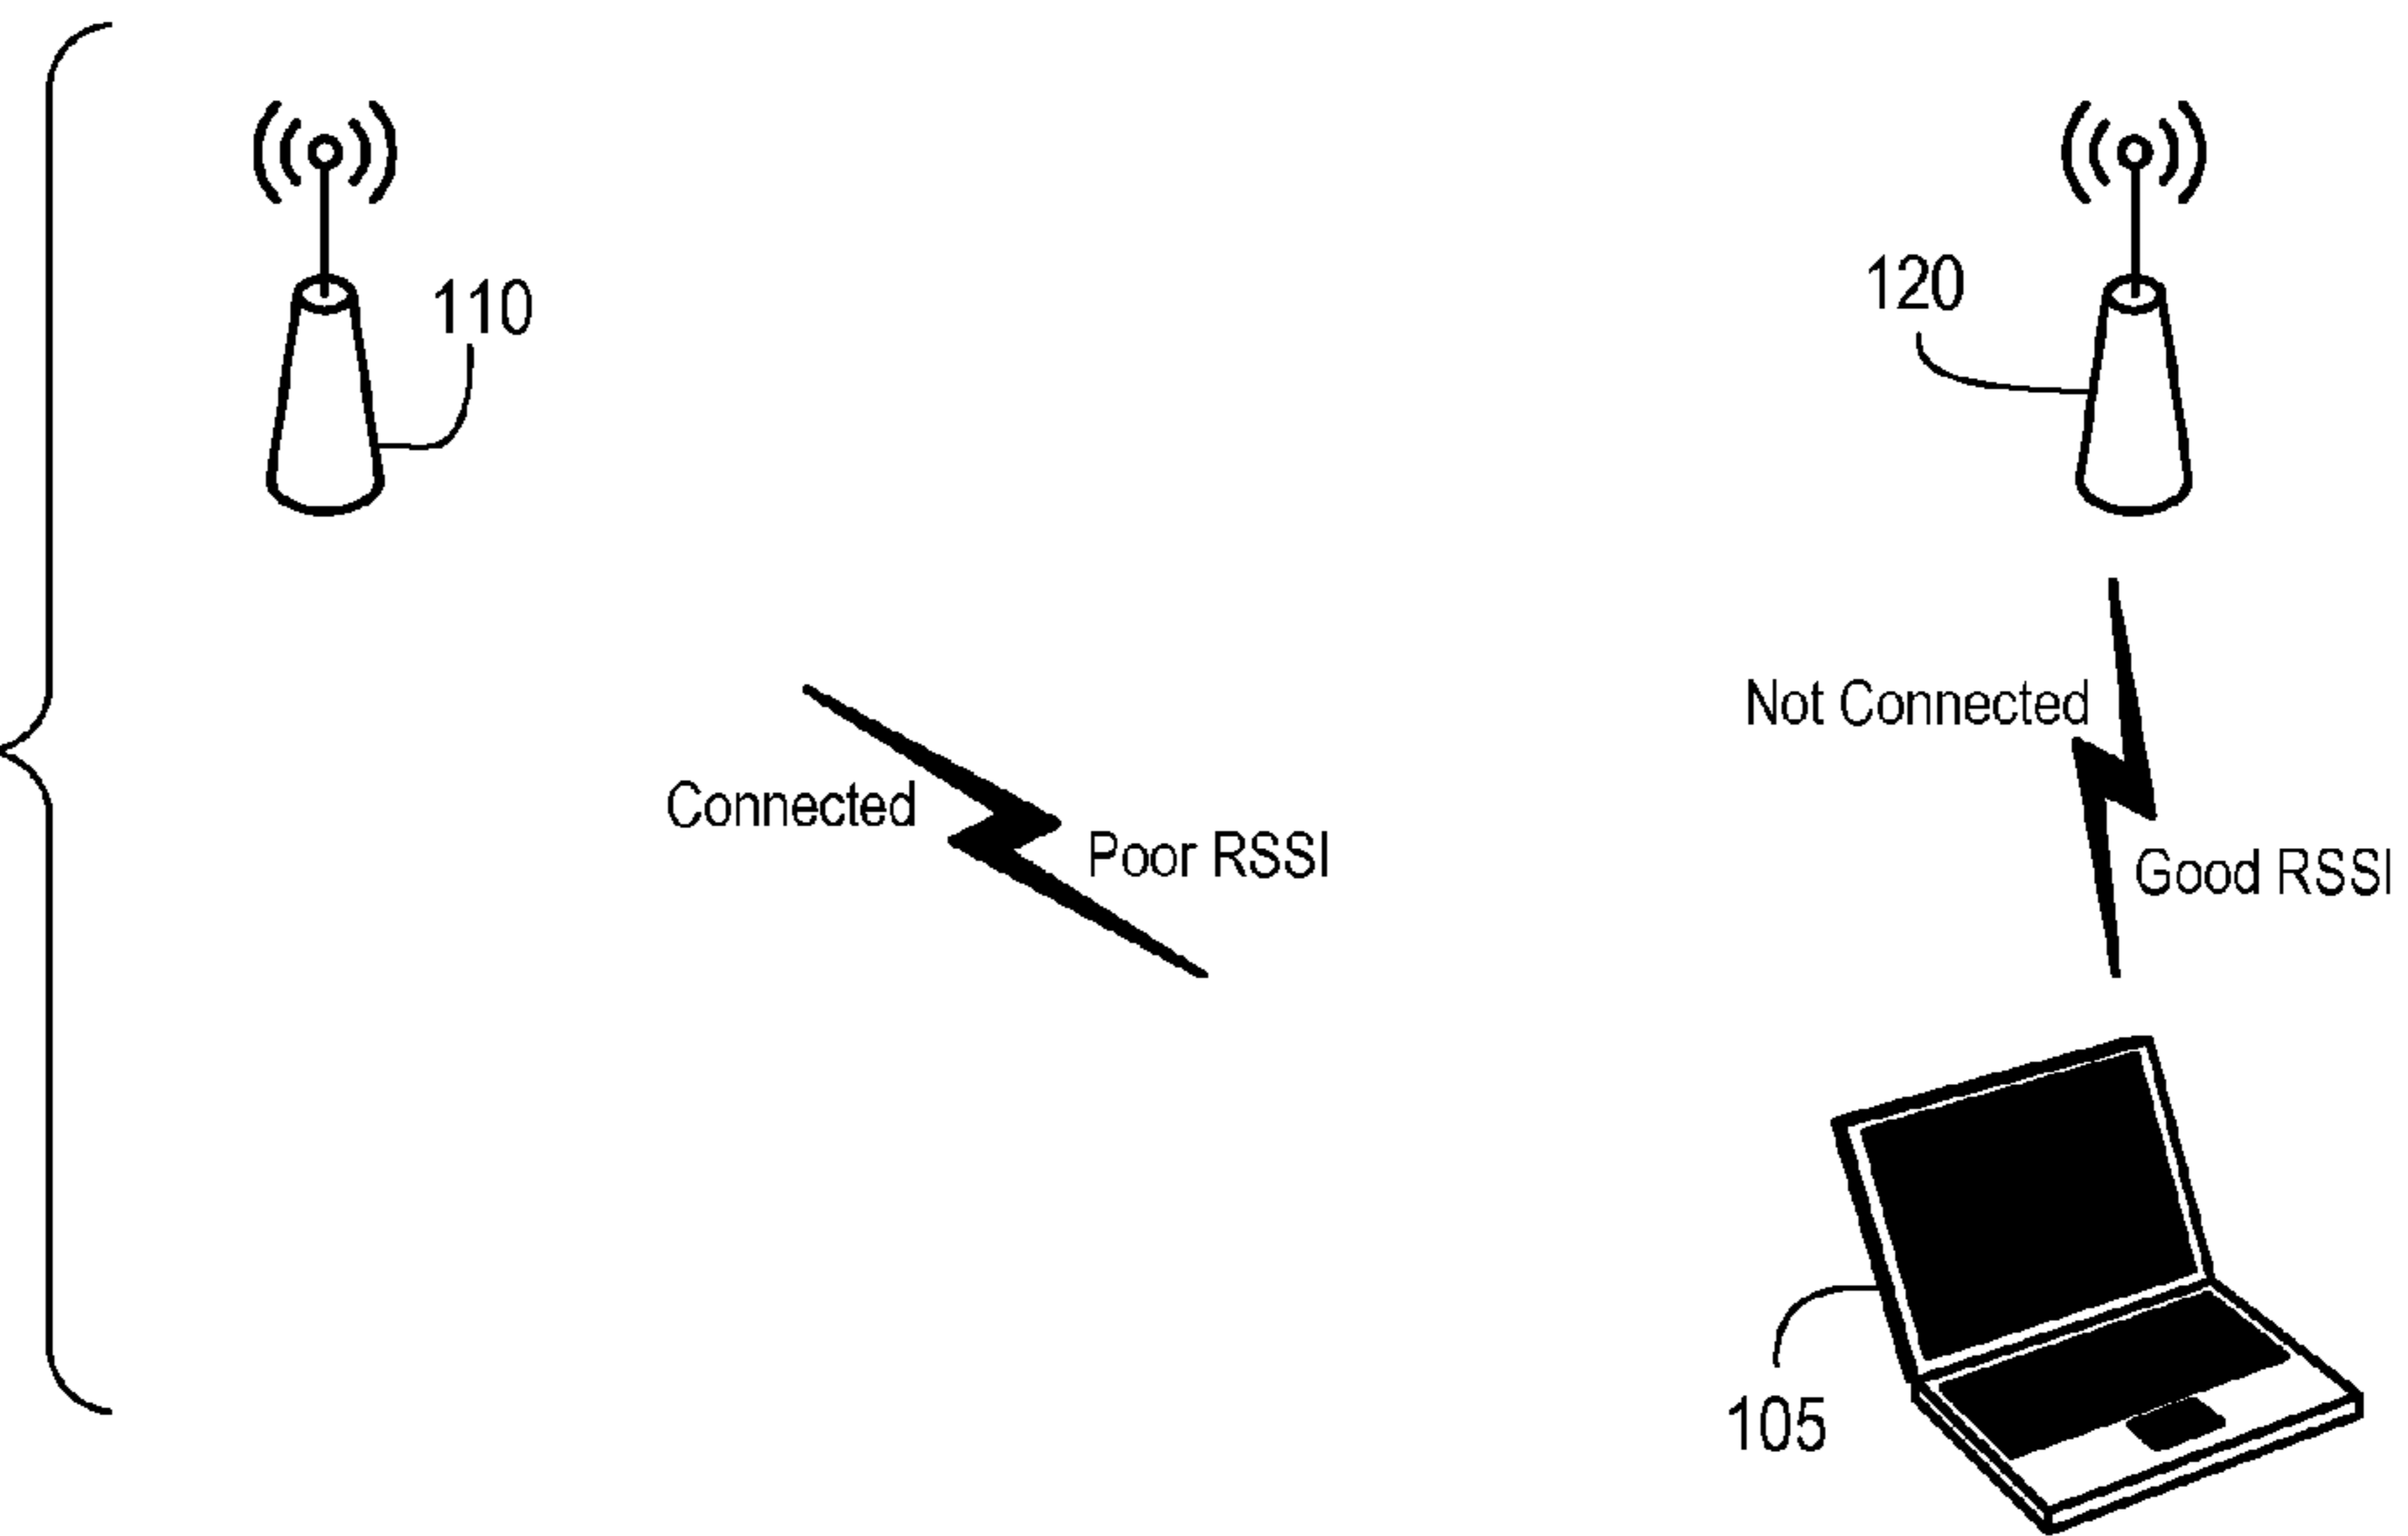 110
120
Not Connected
Connected
Poor RSSI
Good RSSI
105